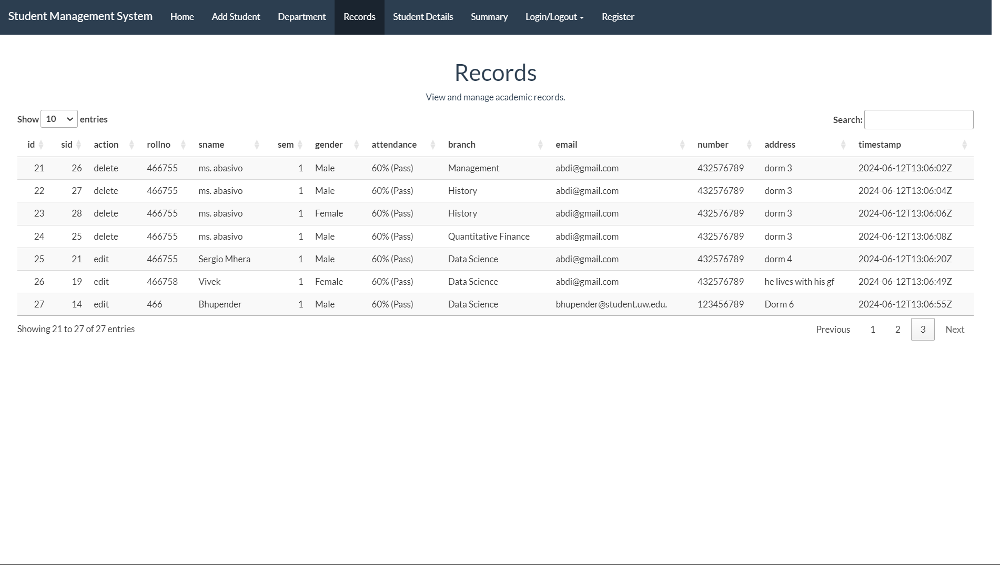 Student Management System Home Add Student Department Records Student Details Summary Login/Logout Register
Records
View and manage academic records.
Show 10 entries Search:
id sid action rollno sname sem gender attendance branch email number address timestamp
21 26 delete 466755 ms. abasivo 1 Male 60% (Pass) Management abdi@gmail.com 432576789 dorm 3 2024-06-12T13:06:02Z
22 27 delete 466755 ms. abasivo 1 Male 60% (Pass) History abdi@gmail.com 432576789 dorm 3 2024-06-12T13:06:04Z
23 28 delete 466755 ms. abasivo 1 Female 60% (Pass) History abdi@gmail.com 432576789 dorm 3 2024-06-12T13:06:06Z
24 25 delete 466755 ms. abasivo 1 Male 60% (Pass) Quantitative Finance abdi@gmail.com 432576789 dorm 3 2024-06-12T13:06:08Z
25 21 edit 466755 Sergio Mhera 1 Male 60% (Pass) Data Science abdi@gmail.com 432576789 dorm 4 2024-06-12T13:06:20Z
26 19 edit 466758 Vivek 1 Female 60% (Pass) Data Science abdi@gmail.com 432576789 he lives with his gf 2024-06-12T13:06:49Z
27 14 edit 466 Bhupender 1 Male 60% (Pass) Data Science bhupender@student.uw.edu. 123456789 Dorm 6 2024-06-12T13:06:55Z
Showing 21 to 27 of 27 entries Previous 1 2 3 Next